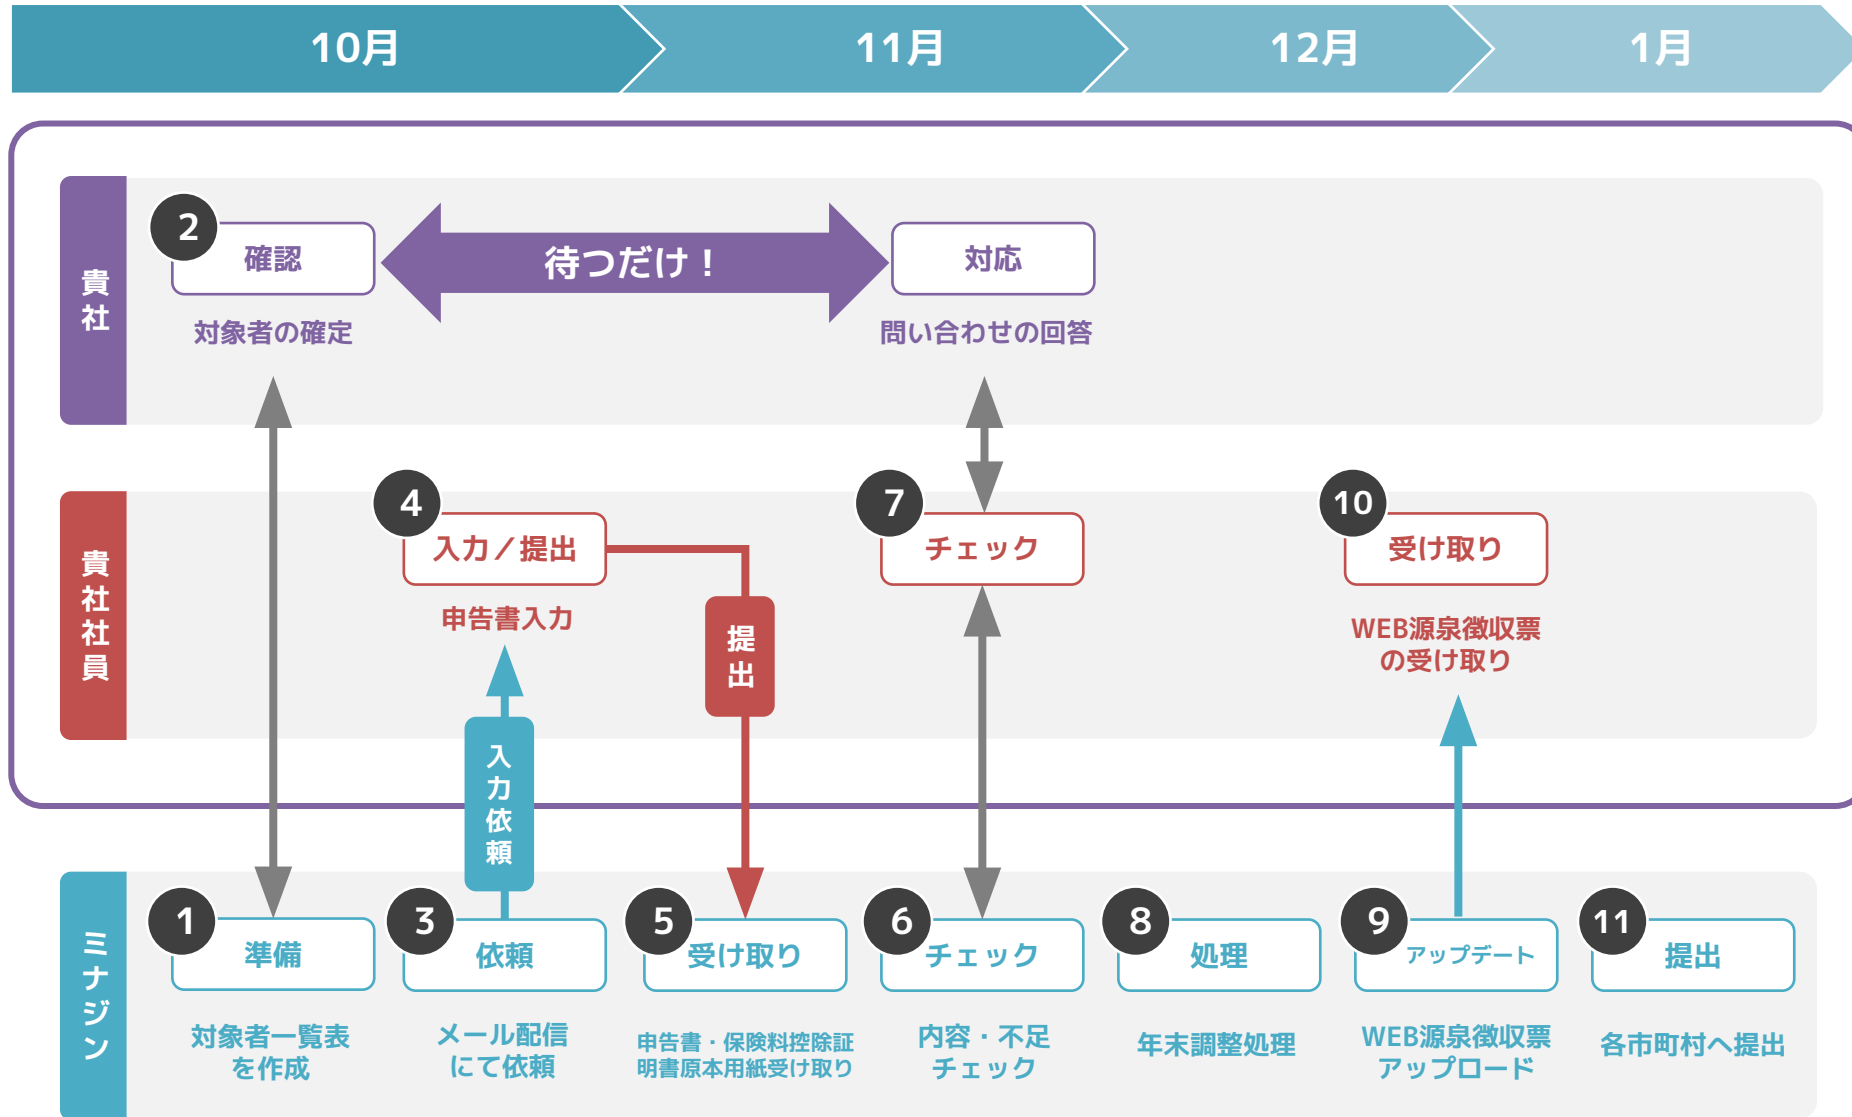 10月
11月
12月
1月
貴社
2
確認
対象者の確定
待つだけ！
対応
問い合わせの回答
貴社社員
4
入力／提出
申告書入力
提出
7
チェック
10
受け取り
WEB源泉徴収票
の受け取り
入力依頼
ミナジン
1
準備
対象者一覧表
を作成
3
依頼
メール配信
にて依頼
5
受け取り
申告書・保険料控除証
明書原本用紙受け取り
6
チェック
内容・不足
チェック
8
処理
年末調整処理
9
アップデート
WEB源泉徴収票
アップロード
11
提出
各市町村へ提出